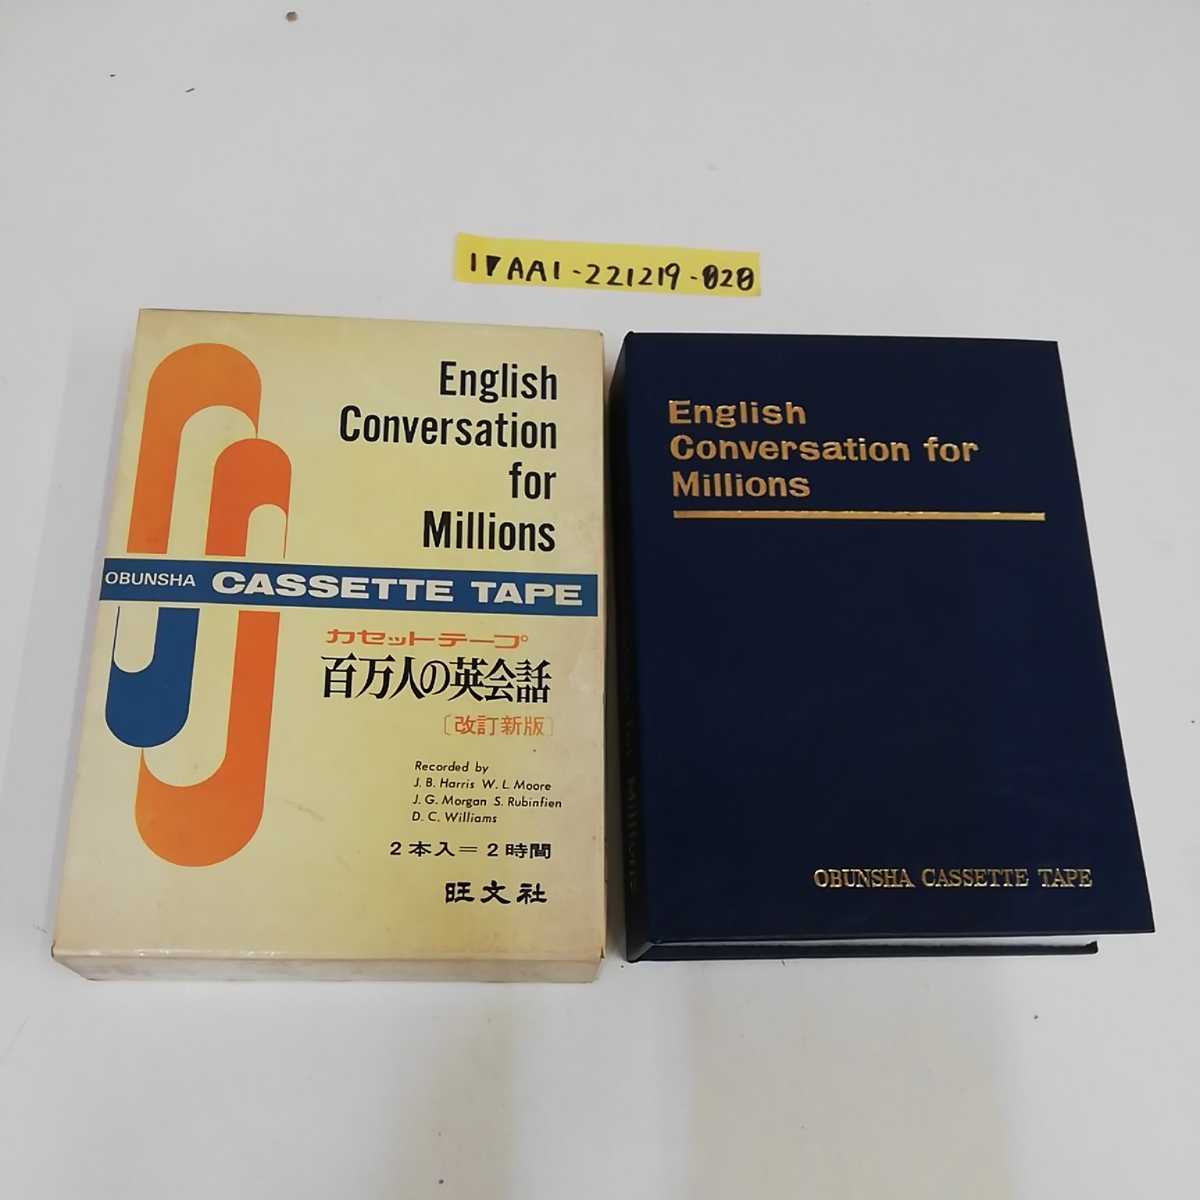 1▼AA1-221219-020
English
Conversation
for
Millions
OBUNSHA CASSETTE TAPE
カセットテープ
百万人の英会話
〔改訂新版〕
Recorded by
J. B. Harris W. L. Moore
J. G. Morgan S. Rubinfien
D. C. Williams
2本入＝2時間
旺文社
English
Conversation for
Millions
OBUNSHA CASSETTE TAPE